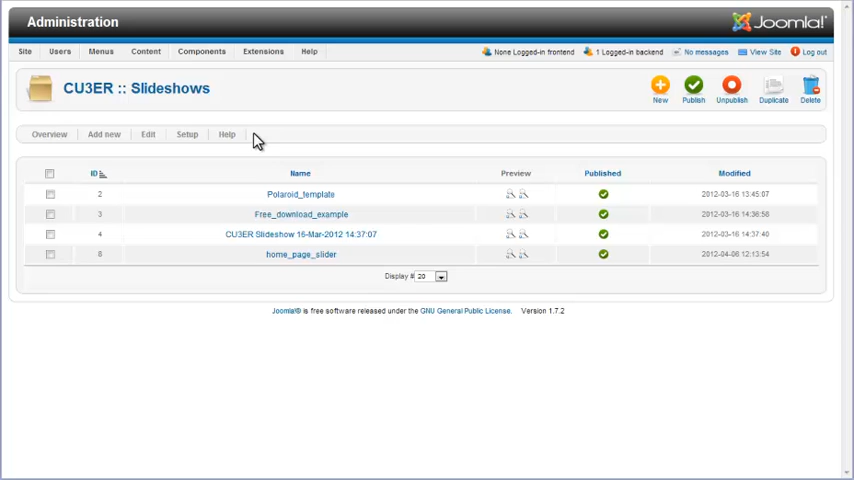 Administration
Joomla!®
Site Users Menus Content Components Extensions Help None Logged-in frontend 1 Logged-in backend No messages View Site Log out
CU3ER :: Slideshows
New Publish Unpublish Duplicate Delete
Overview Add new Edit Setup Help
ID Name Preview Published Modified
2 Polaroid_template 2012-03-16 13:45:07
3 Free_download_example 2012-03-16 14:36:58
4 CU3ER Slideshow 16-Mar-2012 14:37:07 2012-03-16 14:37:40
8 home_page_slider 2012-04-06 12:13:54
Display # 20
Joomla!® is free software released under the GNU General Public License. Version 1.7.2